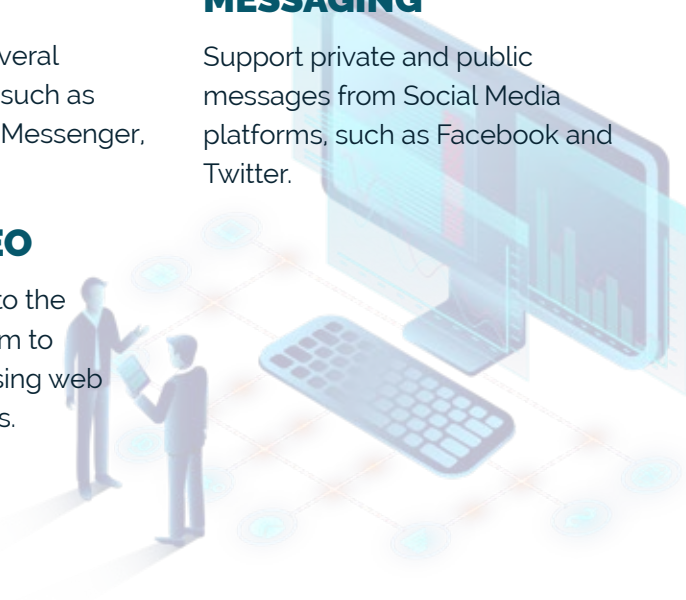 veral
such as
Messenger,
EO
to the
m to
sing web
s.
MESSAGING
Support private and public
messages from Social Media
platforms, such as Facebook and
Twitter.